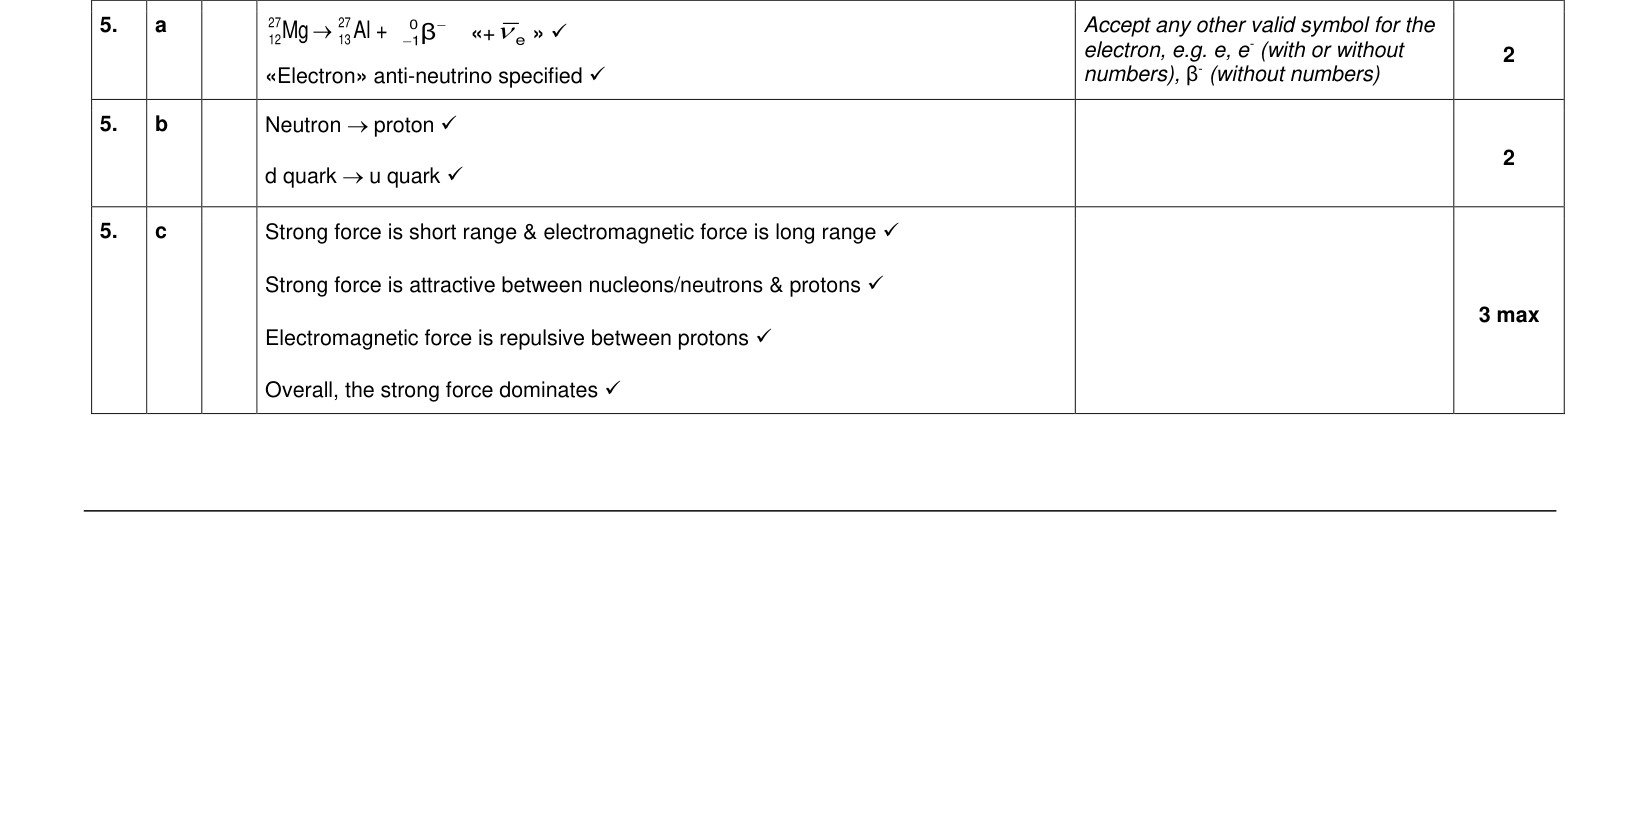 5. a ²⁷₁₂Mg → ²⁷₁₃Al + ⁰₋₁β⁻ «+ ν̅ₑ » ✓ Accept any other valid symbol for the
electron, e.g. e, e⁻ (with or without
numbers), β⁻ (without numbers) 2
«Electron» anti-neutrino specified ✓
5. b Neutron → proton ✓ 2
d quark → u quark ✓
5. c Strong force is short range & electromagnetic force is long range ✓ 3 max
Strong force is attractive between nucleons/neutrons & protons ✓
Electromagnetic force is repulsive between protons ✓
Overall, the strong force dominates ✓